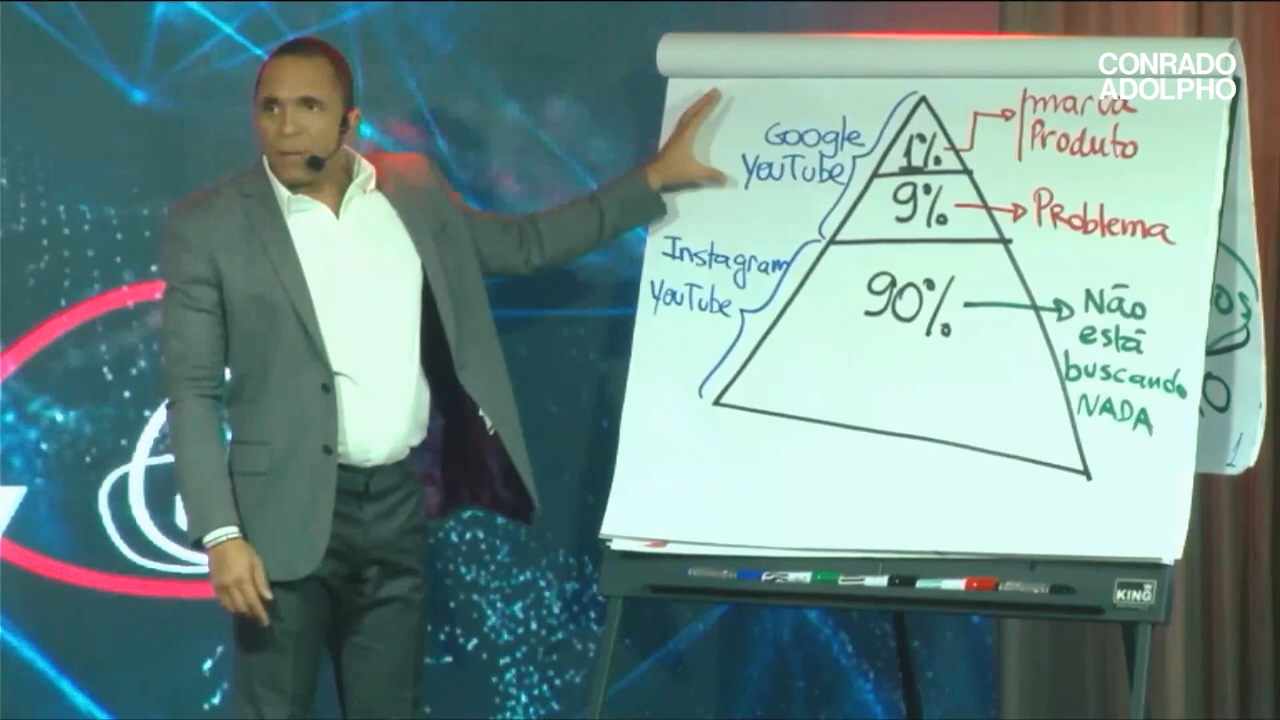 CONRADO
ADOLPHO
Google
YouTube
1%
marca
Produto
9%
Problema
Instagram
YouTube
90%
Não
está
buscando
NADA
KING